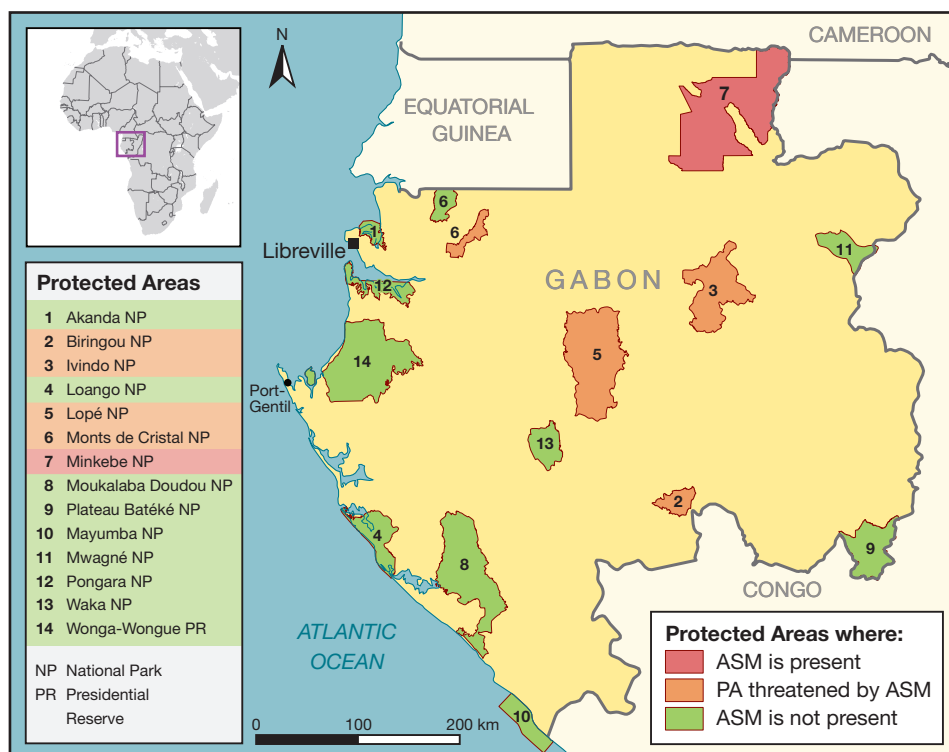 N
CAMEROON
EQUATORIAL
GUINEA
7
6
6
1
Libreville
11
12
GABON
3
14
5
Port-
Gentil
13
2
4
8
9
CONGO
ATLANTIC
OCEAN
10
0 100 200 km
Protected Areas
1 Akanda NP
2 Biringou NP
3 Ivindo NP
4 Loango NP
5 Lopé NP
6 Monts de Cristal NP
7 Minkebe NP
8 Moukalaba Doudou NP
9 Plateau Batéké NP
10 Mayumba NP
11 Mwagné NP
12 Pongara NP
13 Waka NP
14 Wonga-Wongue PR
NP National Park
PR Presidential
Reserve
Protected Areas where:
ASM is present
PA threatened by ASM
ASM is not present